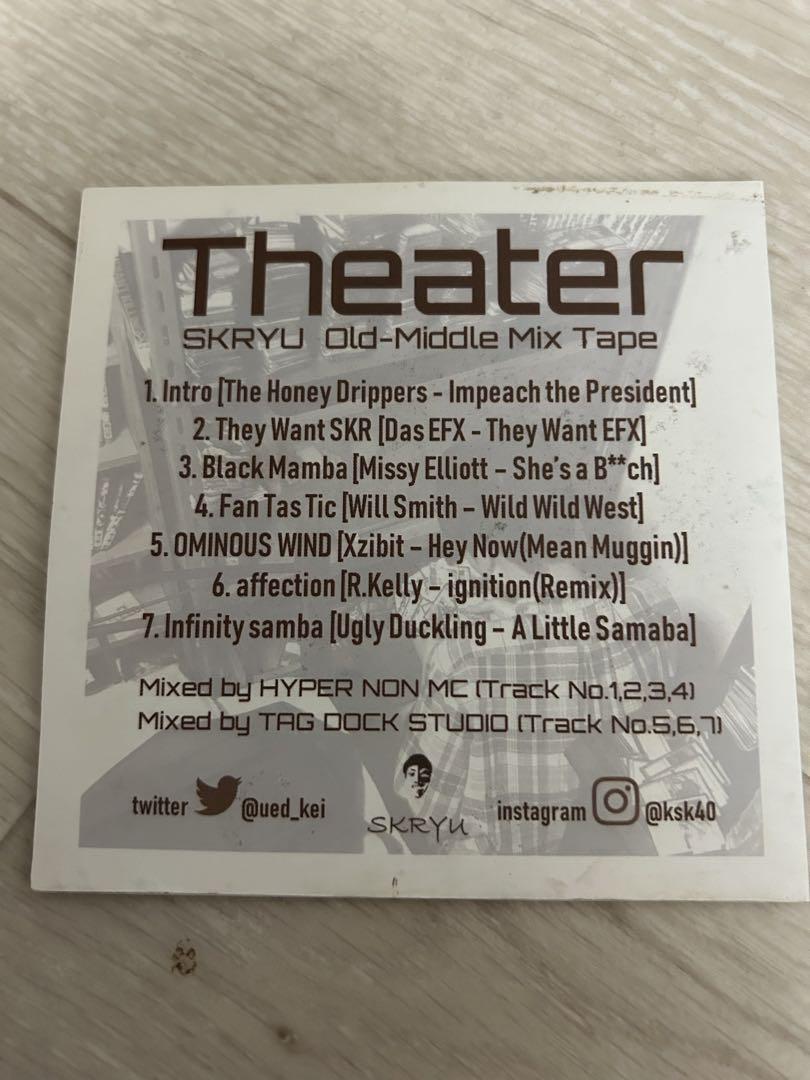 Theater
SKRYU Old-Middle Mix Tape
1. Intro [The Honey Drippers - Impeach the President]
2. They Want SKR [Das EFX - They Want EFX]
3. Black Mamba [Missy Elliott – She's a B**ch]
4. Fan Tas Tic [Will Smith – Wild Wild West]
5. OMINOUS WIND [Xzibit – Hey Now(Mean Muggin)]
6. affection [R.Kelly – ignition(Remix)]
7. Infinity samba [Ugly Duckling – A Little Samaba]
Mixed by HYPER NON MC (Track No.1,2,3,4)
Mixed by TAG DOCK STUDIO (Track No.5,6,7)
twitter @ued_kei
SKRYU
instagram @ksk40